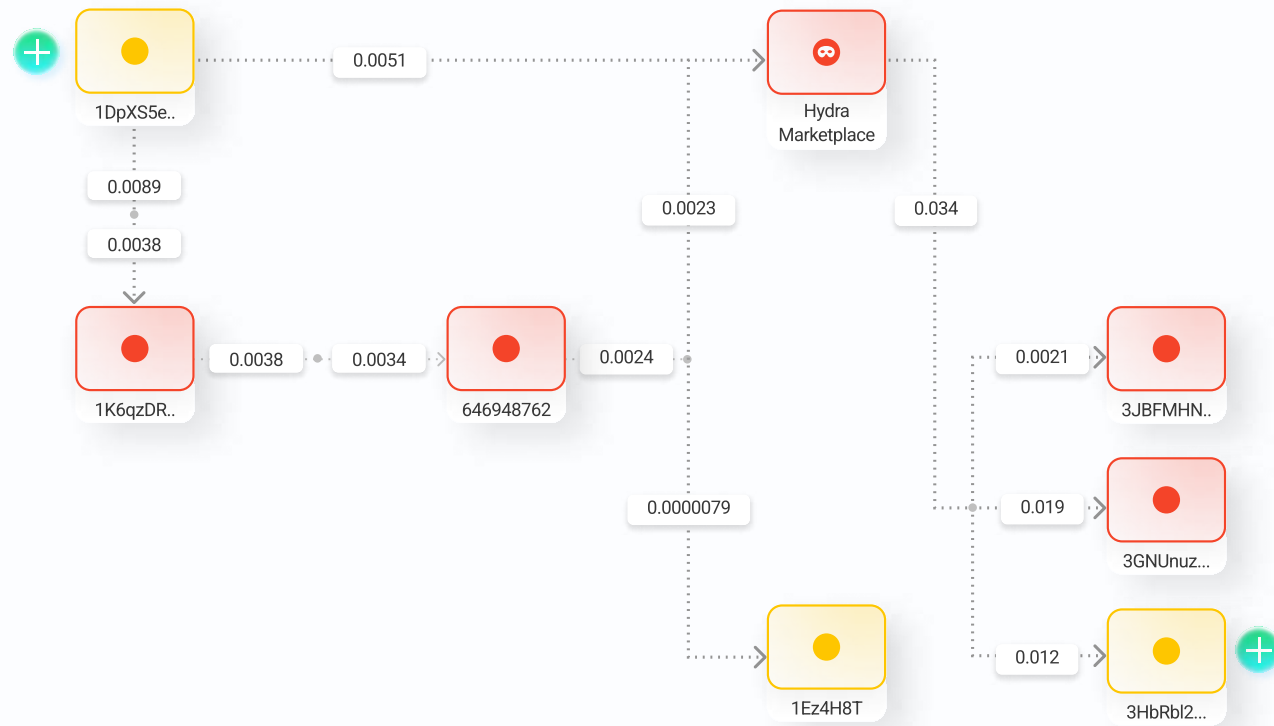 0.0051
1DpXS5e..
Hydra
Marketplace
0.0089
0.0023
0.034
0.0038
0.0038
0.0034
0.0024
0.0021
1K6qzDR..
646948762
3JBFMHN..
0.0000079
0.019
3GNUnuz...
0.012
1Ez4H8T
3HbRbl2...